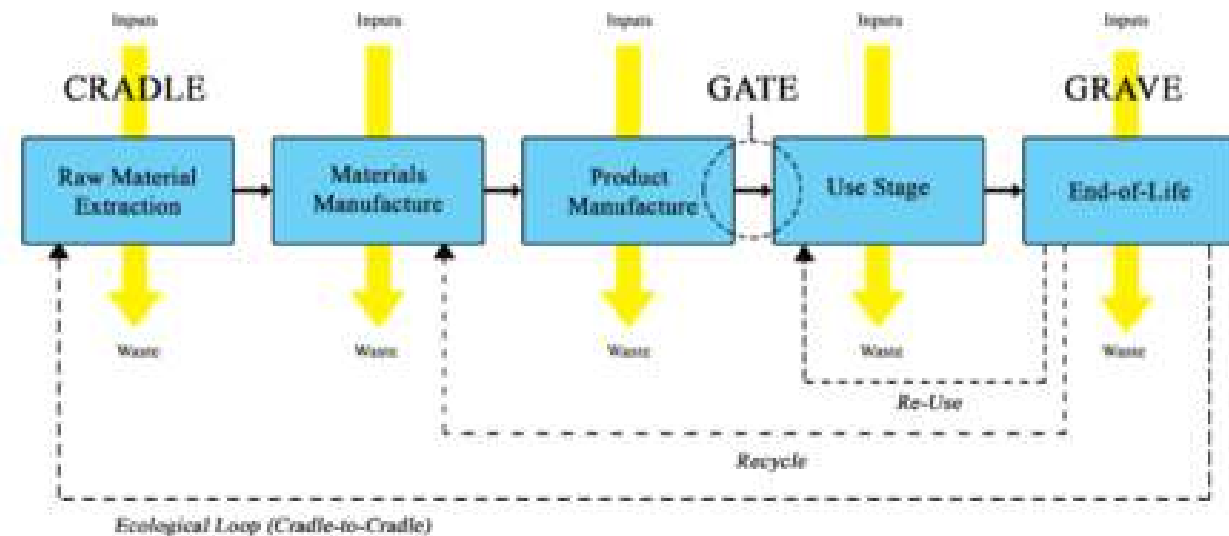 Inputs
Inputs
Inputs
Inputs
Inputs
CRADLE
GATE
GRAVE
Raw Material
Extraction
Materials
Manufacture
Product
Manufacture
Use Stage
End-of-Life
Waste
Waste
Waste
Waste
Waste
Re-Use
Recycle
Ecological Loop (Cradle-to-Cradle)